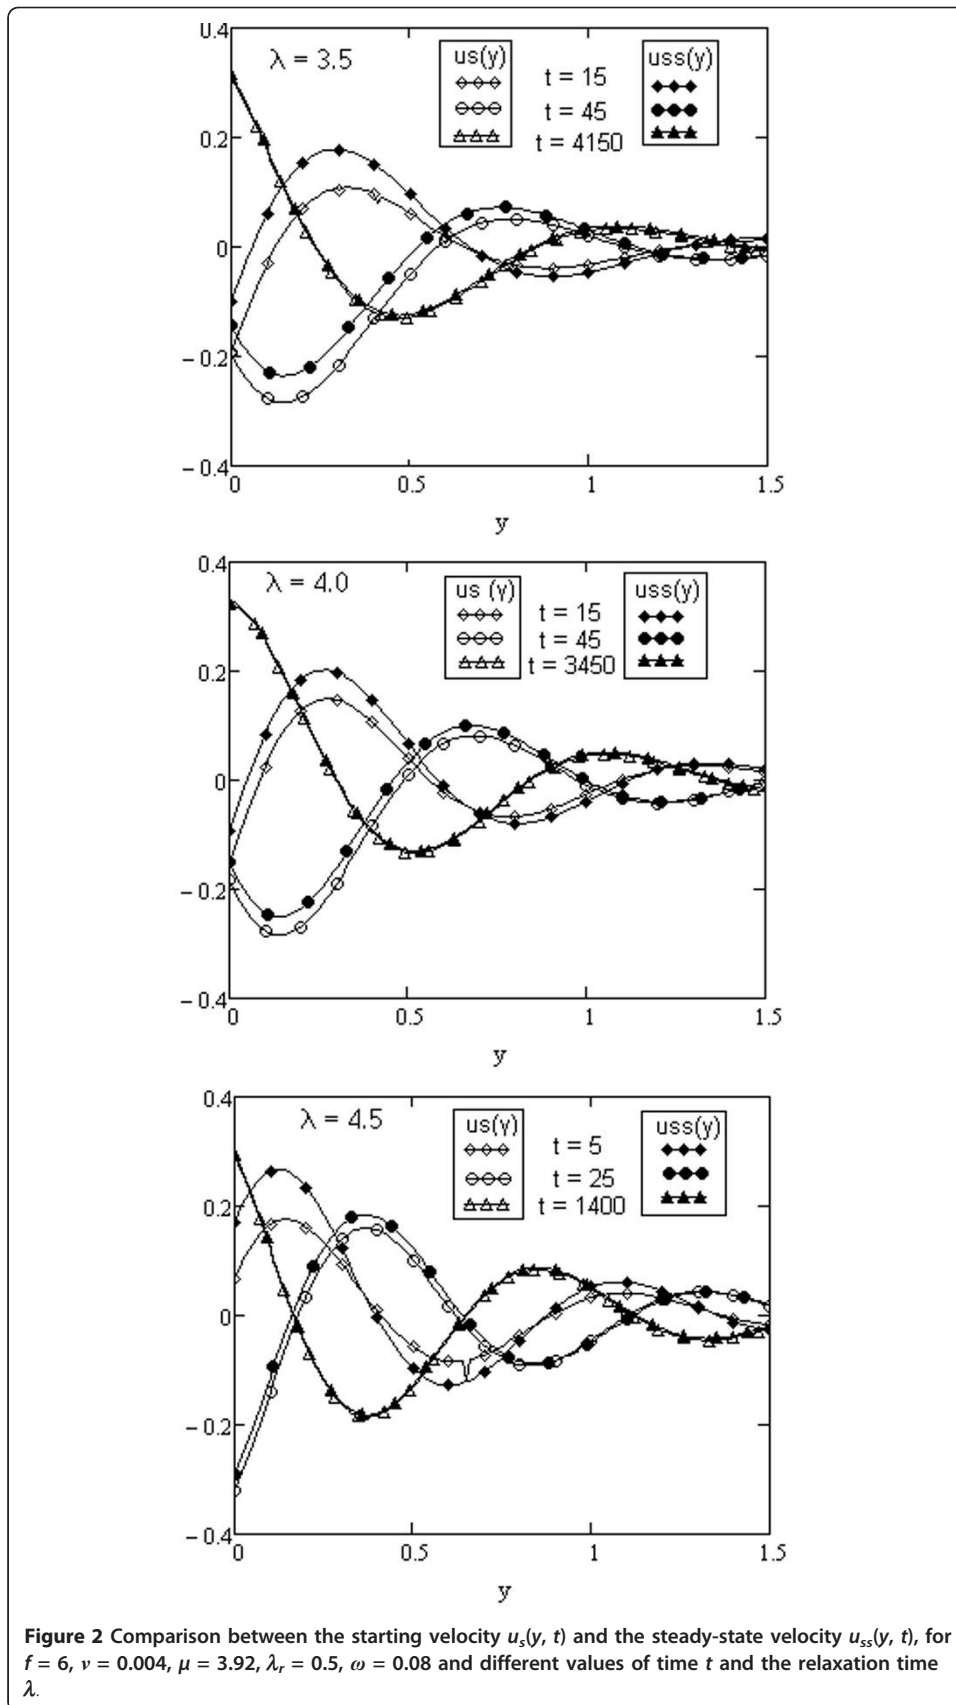 0.4
λ = 3.5
us(y)
uss(y)
t = 15
t = 45
t = 4150
0.2
0
− 0.2
− 0.4
0
0.5
1
1.5
y
0.4
λ = 4.0
us (y)
uss(y)
t = 15
t = 45
t = 3450
0.2
0
− 0.2
− 0.4
0
0.5
1
1.5
y
0.4
λ = 4.5
us(y)
uss(y)
t = 5
t = 25
t = 1400
0.2
0
− 0.2
− 0.4
0
0.5
1
1.5
y
Figure 2 Comparison between the starting velocity uₛ(y, t) and the steady-state velocity uₛₛ(y, t), for
f = 6, ν = 0.004, μ = 3.92, λᵣ = 0.5, ω = 0.08 and different values of time t and the relaxation time
λ.